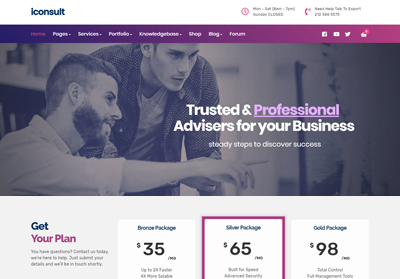 iconsult
Mon - Sat (8am - 7pm)
Sunday CLOSED
Need Help Talk To Expert
Home Pages Services Portfolio Knowledgebase Shop Blog Forum
Trusted & Professional
Advisers for your Business
steady steps to discover success
Get
Your Plan
You have questions? Contact us today,
we're here to help. Just submit your
details and we'll be in touch shortly.
Bronze Package
$35/MO
Up to 2X Faster
4X More Salable
Silver Package
$65/MO
Built for Speed
Advanced Security
Gold Package
$98/MO
Total Control
Full Management Tools